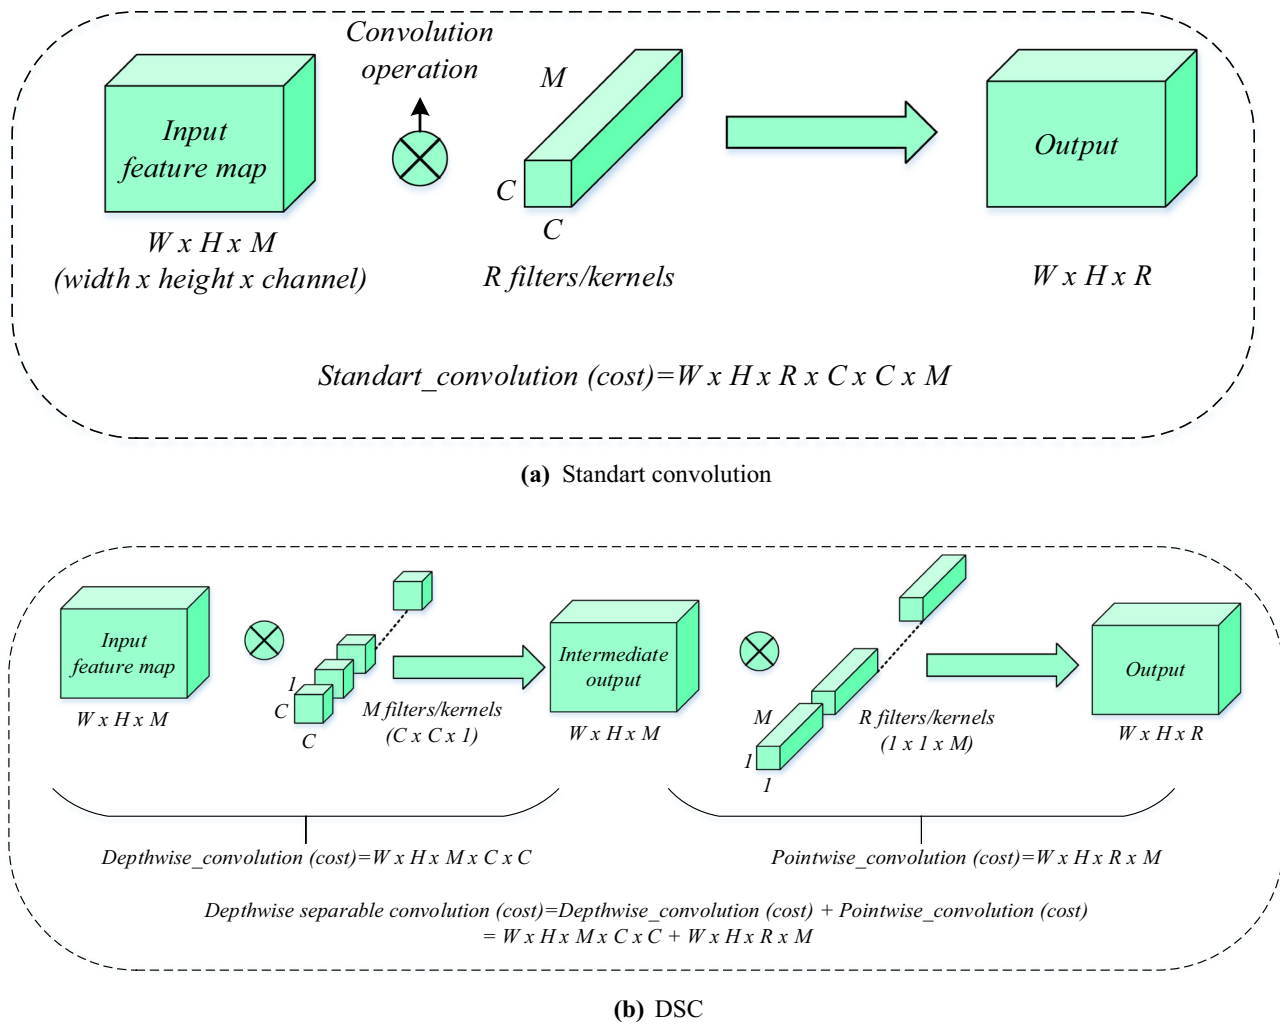 Convolution
operation
M
Input
feature map
Output
C
C
W x H x M
(width x height x channel)
R filters/kernels
W x H x R
Standart_convolution (cost)=W x H x R x C x C x M
(a) Standart convolution
Input
feature map
W x H x M
1
C
C
M filters/kernels
(C x C x 1)
Intermediate
output
W x H x M
M
1
1
R filters/kernels
(1 x 1 x M)
Output
W x H x R
Depthwise_convolution (cost)=W x H x M x C x C
Pointwise_convolution (cost)=W x H x R x M
Depthwise separable convolution (cost)=Depthwise_convolution (cost) + Pointwise_convolution (cost)
= W x H x M x C x C + W x H x R x M
(b) DSC